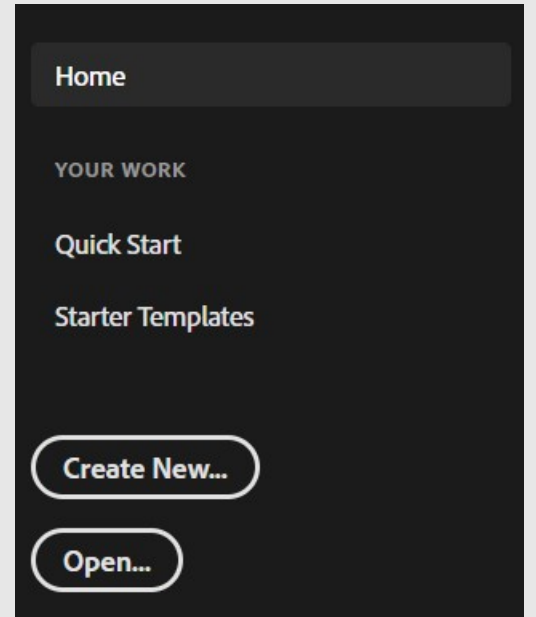 Home
YOUR WORK
Quick Start
Starter Templates
Create New...
Open...